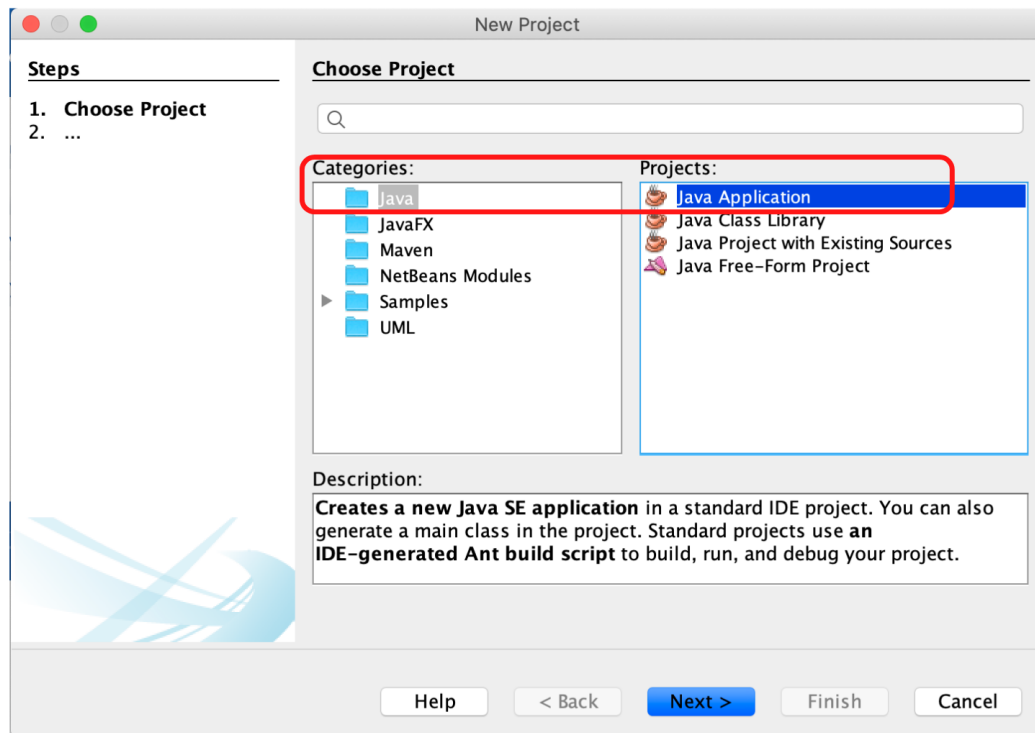 New Project
Steps
1. Choose Project
2. ...
Choose Project
Categories:
Java
JavaFX
Maven
NetBeans Modules
Samples
UML
Projects:
Java Application
Java Class Library
Java Project with Existing Sources
Java Free-Form Project
Description:
Creates a new Java SE application in a standard IDE project. You can also
generate a main class in the project. Standard projects use an
IDE-generated Ant build script to build, run, and debug your project.
Help
< Back
Next >
Finish
Cancel